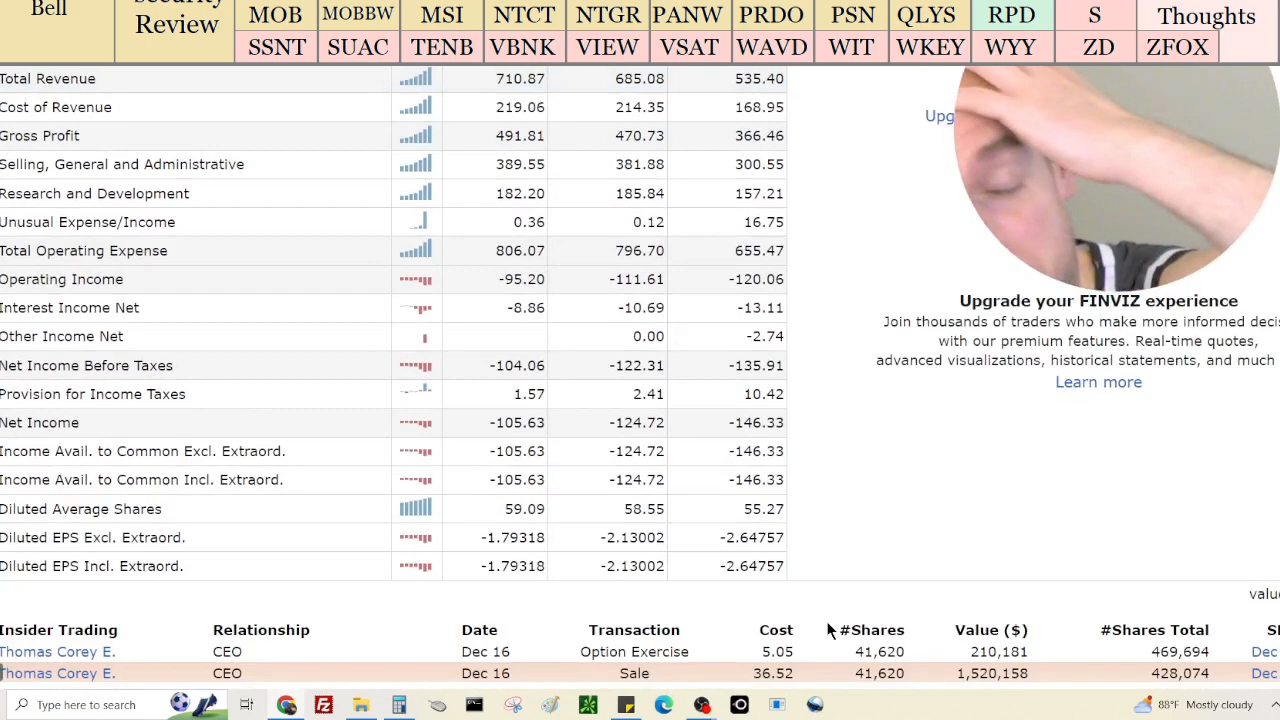 Bell security Review MOB MOBBW MSI NTCT NTGR PANW PRDO PSN QLYS RPD S Thoughts
SSNT SUAC TENB VBNK VIEW VSAT WAVD WIT WKEY WYY ZD ZFOX
Total Revenue 710.87 685.08 535.40
Cost of Revenue 219.06 214.35 168.95
Upg
Gross Profit 491.81 470.73 366.46
Selling, General and Administrative 389.55 381.88 300.55
Research and Development 182.20 185.84 157.21
Unusual Expense/Income 0.36 0.12 16.75
Total Operating Expense 806.07 796.70 655.47
Operating Income -95.20 -111.61 -120.06
Upgrade your FINVIZ experience
Interest Income Net -8.86 -10.69 -13.11
Join thousands of traders who make more informed deci
Other Income Net 0.00 -2.74
with our premium features. Real-time quotes,
advanced visualizations, historical statements, and much
Net Income Before Taxes -104.06 -122.31 -135.91
Learn more
Provision for Income Taxes 1.57 2.41 10.42
Net Income -105.63 -124.72 -146.33
Income Avail. to Common Excl. Extraord. -105.63 -124.72 -146.33
Income Avail. to Common Incl. Extraord. -105.63 -124.72 -146.33
Diluted Average Shares 59.09 58.55 55.27
Diluted EPS Excl. Extraord. -1.79318 -2.13002 -2.64757
Diluted EPS Incl. Extraord. -1.79318 -2.13002 -2.64757
value
Insider Trading Relationship Date Transaction Cost #Shares Value ($) #Shares Total S
Thomas Corey E. CEO Dec 16 Option Exercise 5.05 41,620 210,181 469,694 Dec
Thomas Corey E. CEO Dec 16 Sale 36.52 41,620 1,520,158 428,074 Dec
Type here to search 88°F Mostly cloudy